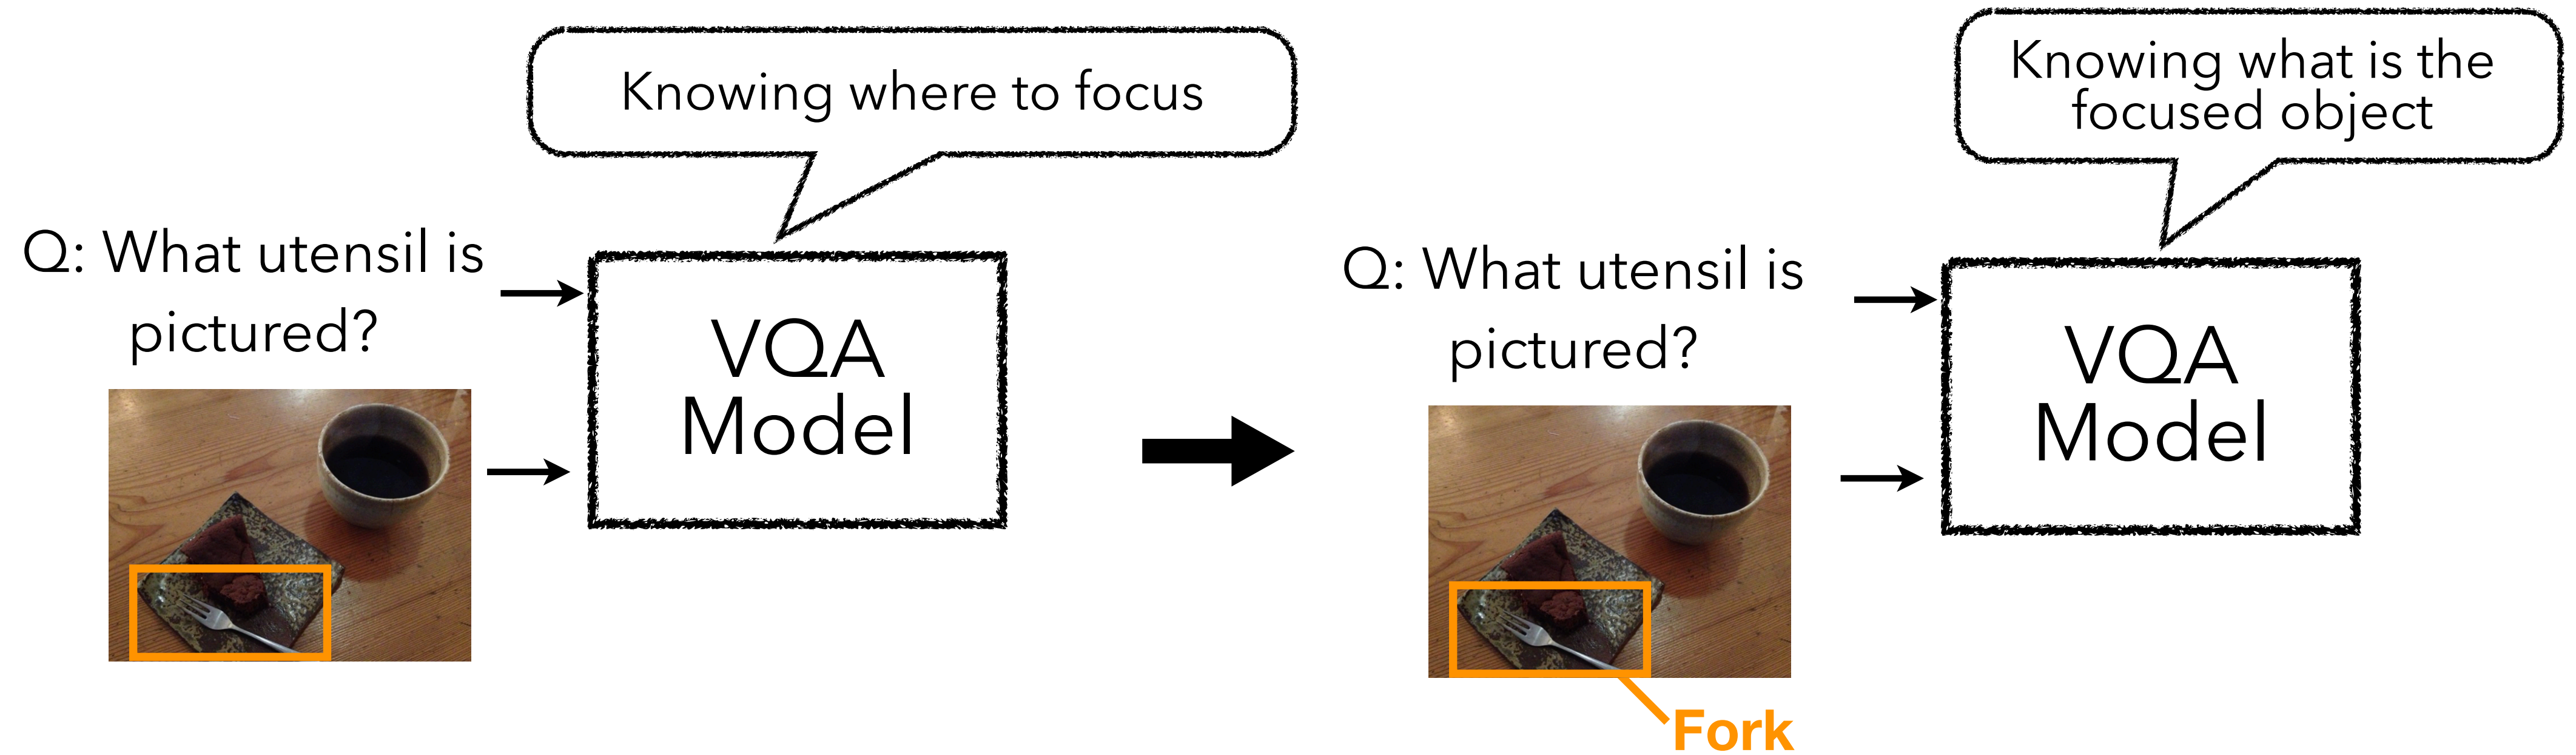 Knowing where to focus
Q: What utensil is
pictured?
VQA
Model
Knowing what is the
focused object
Q: What utensil is
pictured?
VQA
Model
Fork